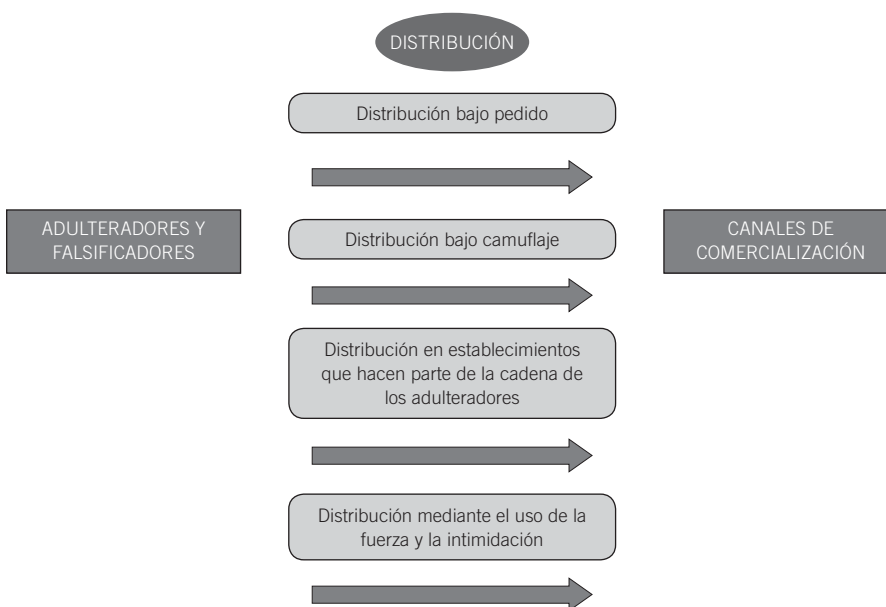 DISTRIBUCIÓN
Distribución bajo pedido
ADULTERADORES Y
FALSIFICADORES
Distribución bajo camuflaje
CANALES DE
COMERCIALIZACIÓN
Distribución en establecimientos
que hacen parte de la cadena de
los adulteradores
Distribución mediante el uso de la
fuerza y la intimidación